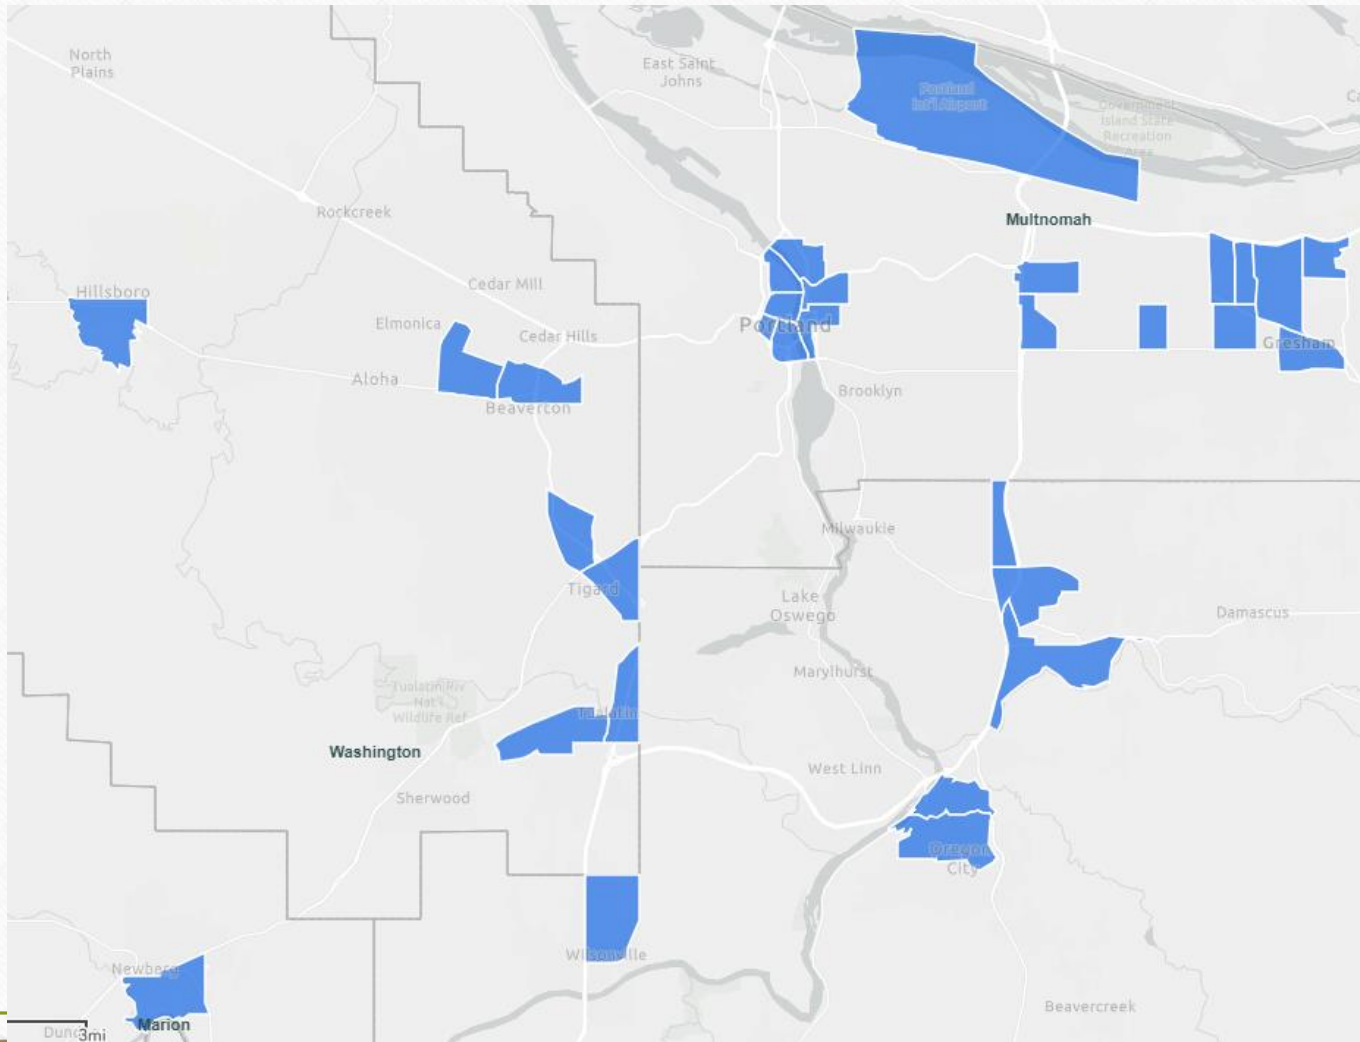 North
Plains
East Saint
Johns
Portland
Int'l Airport
Government
Island State
Recreation
Area
Rockcreek
Multnomah
Cedar Mill
Hillsboro
Elmonica
Cedar Hills
Portland
Gresham
Aloha
Beaverton
Brooklyn
Milwaukie
Tigard
Lake
Oswego
Damascus
Marylhurst
Tualatin Riv
Nat'l
Wildlife Ref
Tualatin
Washington
West Linn
Sherwood
Oregon
City
Wilsonville
Newberg
Beavercreek
Marion
3mi